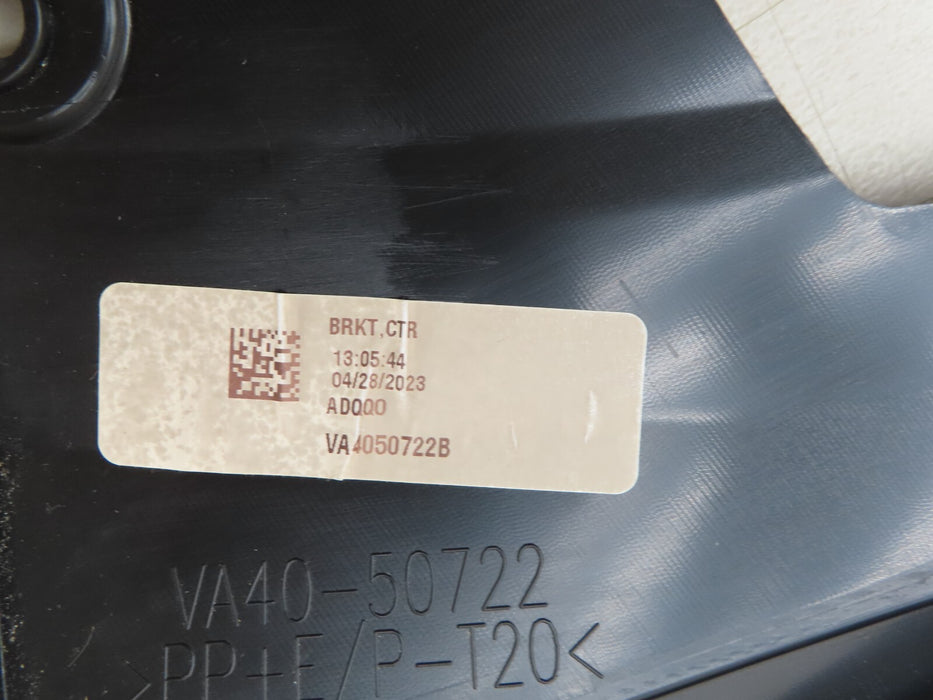 BRKT,CTR
13:05:44
04/28/2023
ADQQO
VA4050722B
VA40-50722
>PP+E/P-T20<